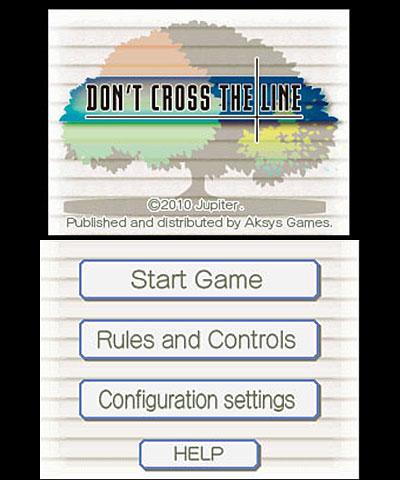 DON'T CROSS THE LINE
©2010 Jupiter.
Published and distributed by Aksys Games.
Start Game
Rules and Controls
Configuration settings
HELP